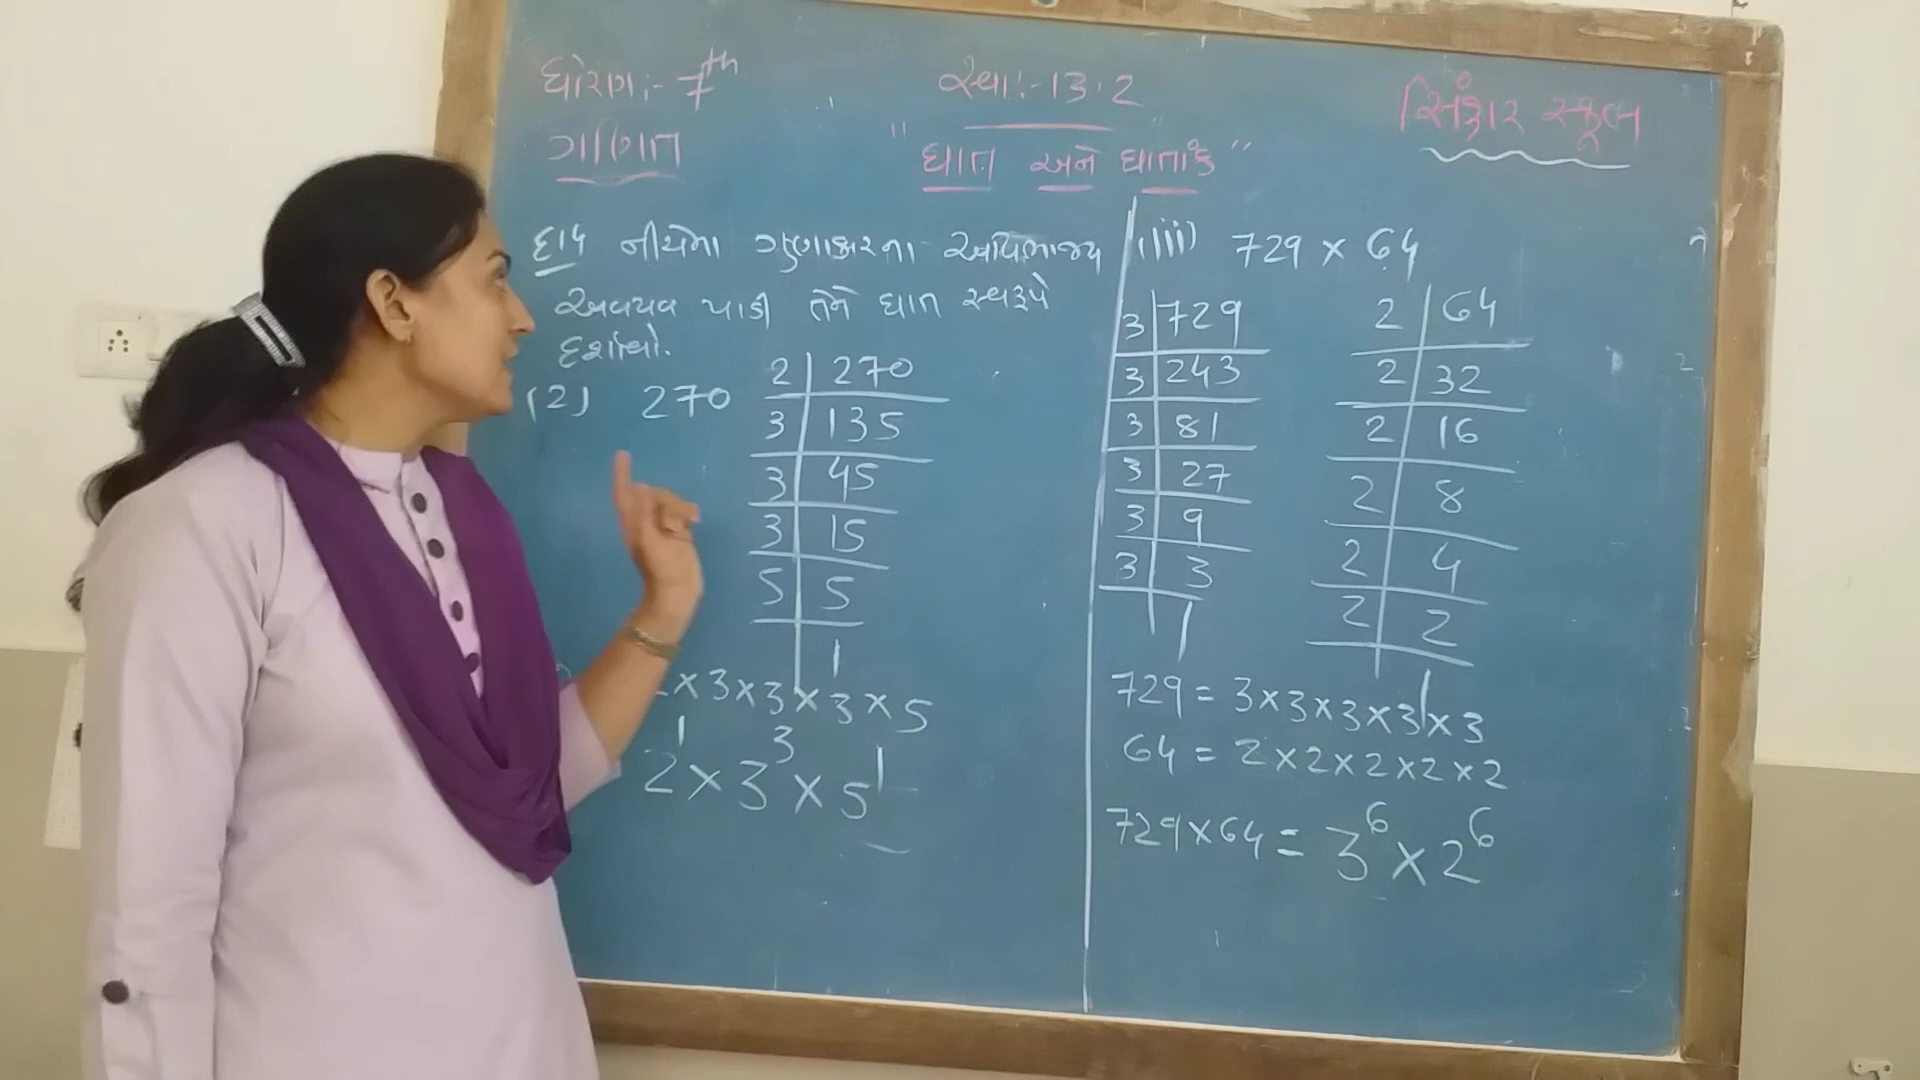 ધોરણ:- 7th
ગણિત
સ્વા:-13.2
"ઘાત અને ઘાતાંક"
સ્કૂલ
દા4 નીચેના ગુણાકારના અવિભાજ્ય
અવયવ પાડી તેને ઘાત સ્વરૂપે
દર્શાવો.
(2) 270
2 | 270
3 | 135
3 | 45
3 | 15
5 | 5
1
×3×3×3×5
2¹×3³×5¹
(iii) 729 × 64
3 | 729
3 | 243
3 | 81
3 | 27
3 | 9
3 | 3
1
2 | 64
2 | 32
2 | 16
2 | 8
2 | 4
2 | 2
1
729 = 3×3×3×3×3
64 = 2×2×2×2×2
729×64 = 3⁶×2⁶